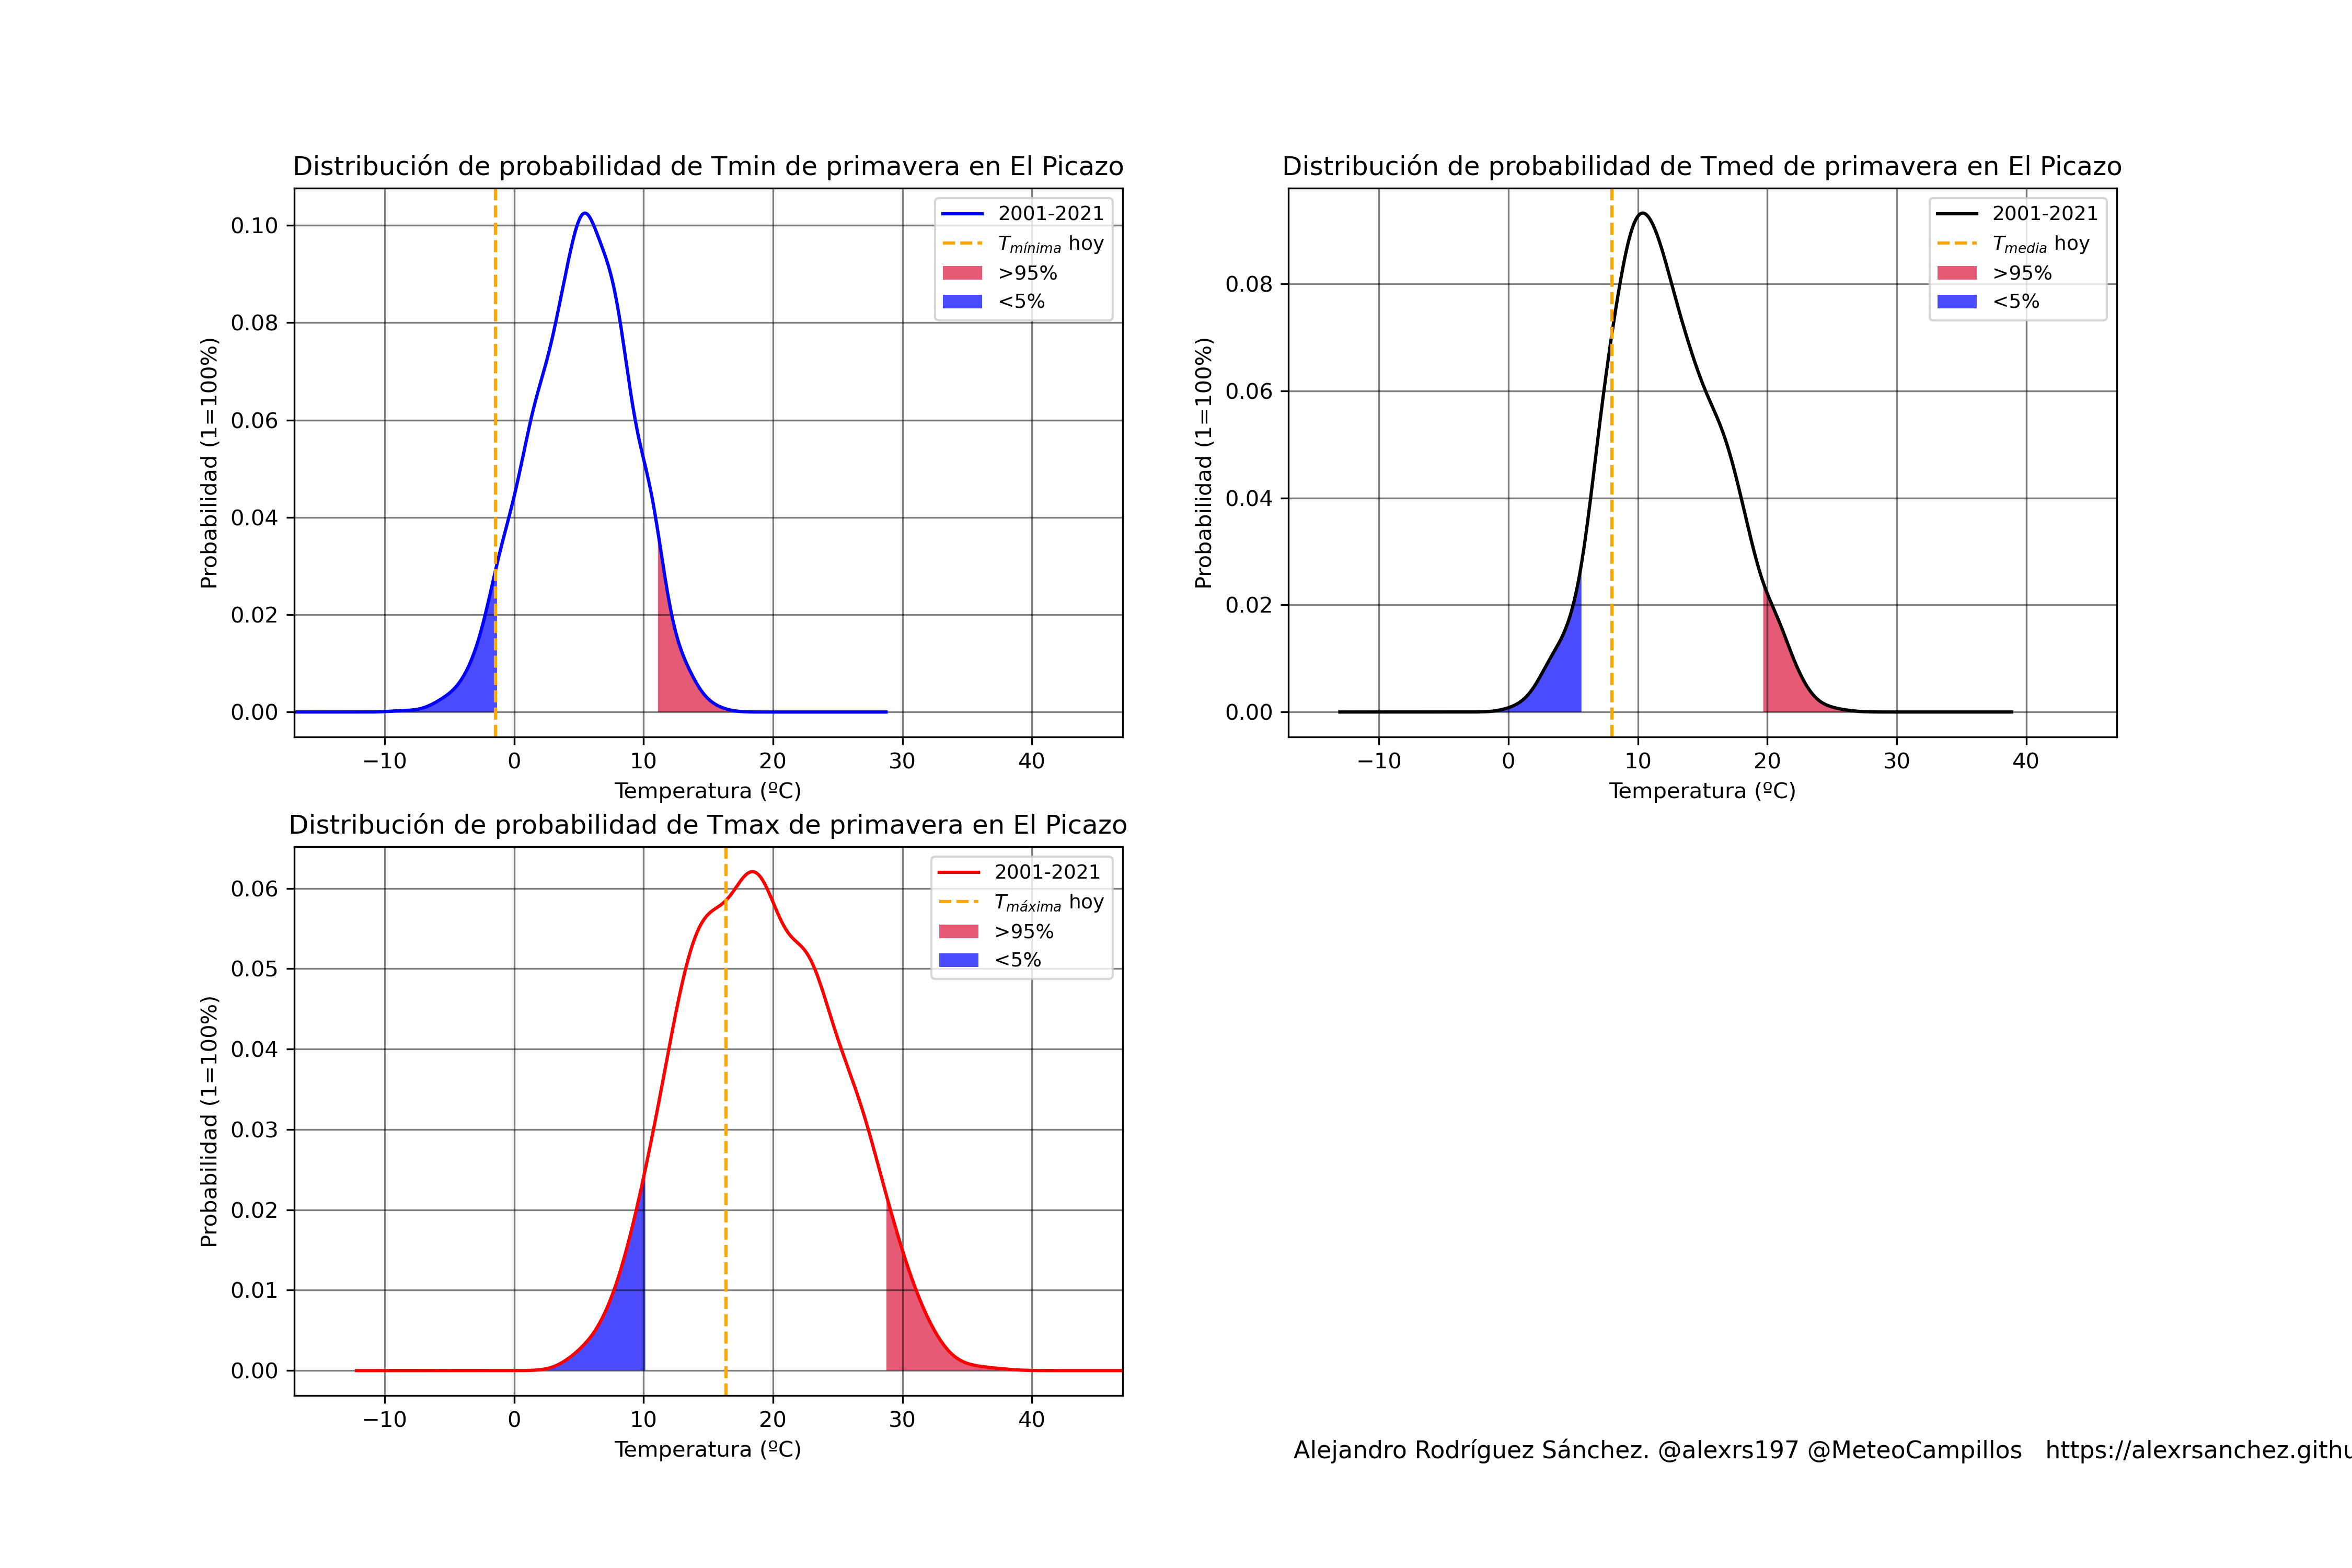 Distribución de probabilidad de Tmin de primavera en El Picazo
Probabilidad (1=100%)
0.10
0.08
0.06
0.04
0.02
0.00
2001-2021
Tmínima hoy
>95%
<5%
−10 0 10 20 30 40
Temperatura (ºC)
Distribución de probabilidad de Tmed de primavera en El Picazo
Probabilidad (1=100%)
0.08
0.06
0.04
0.02
0.00
2001-2021
Tmedia hoy
>95%
<5%
−10 0 10 20 30 40
Temperatura (ºC)
Distribución de probabilidad de Tmax de primavera en El Picazo
Probabilidad (1=100%)
0.06
0.05
0.04
0.03
0.02
0.01
0.00
2001-2021
Tmáxima hoy
>95%
<5%
−10 0 10 20 30 40
Temperatura (ºC)
Alejandro Rodríguez Sánchez. @alexrs197 @MeteoCampillos https://alexrsanchez.githu